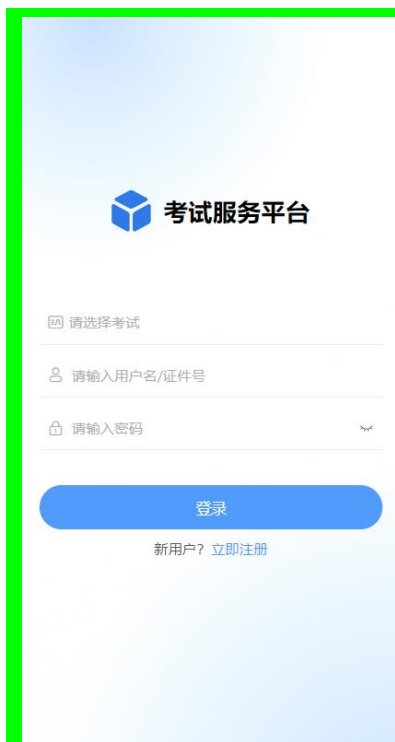 考试服务平台
请选择考试
请输入用户名/证件号
请输入密码
登录
新用户？立即注册